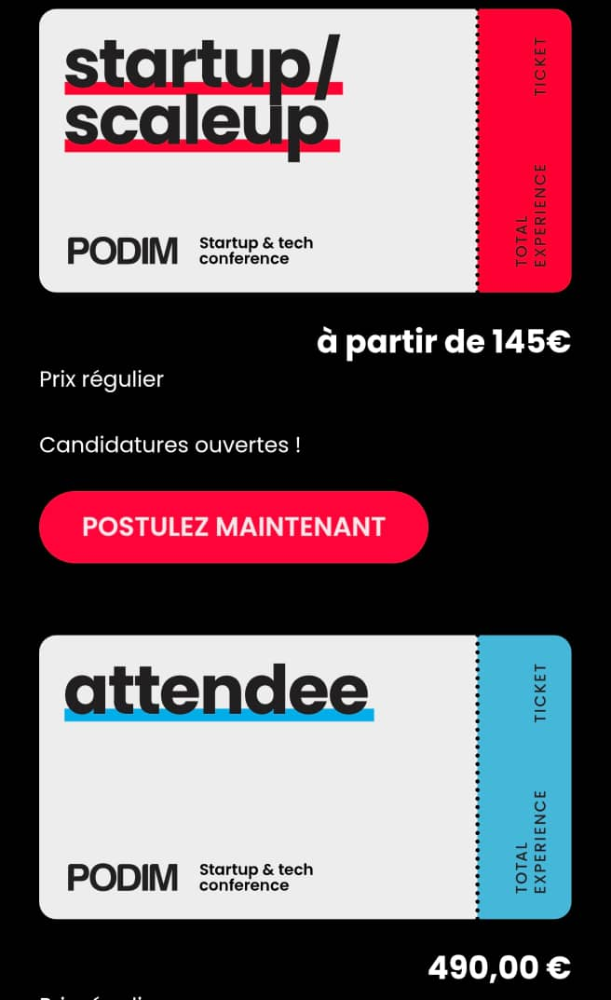 startup/
scaleup
PODIM
Startup & tech
conference
TOTAL
EXPERIENCE
TICKET
à partir de 145€
Prix régulier
Candidatures ouvertes !
POSTULEZ MAINTENANT
attendee
PODIM
Startup & tech
conference
TOTAL
EXPERIENCE
TICKET
490,00 €